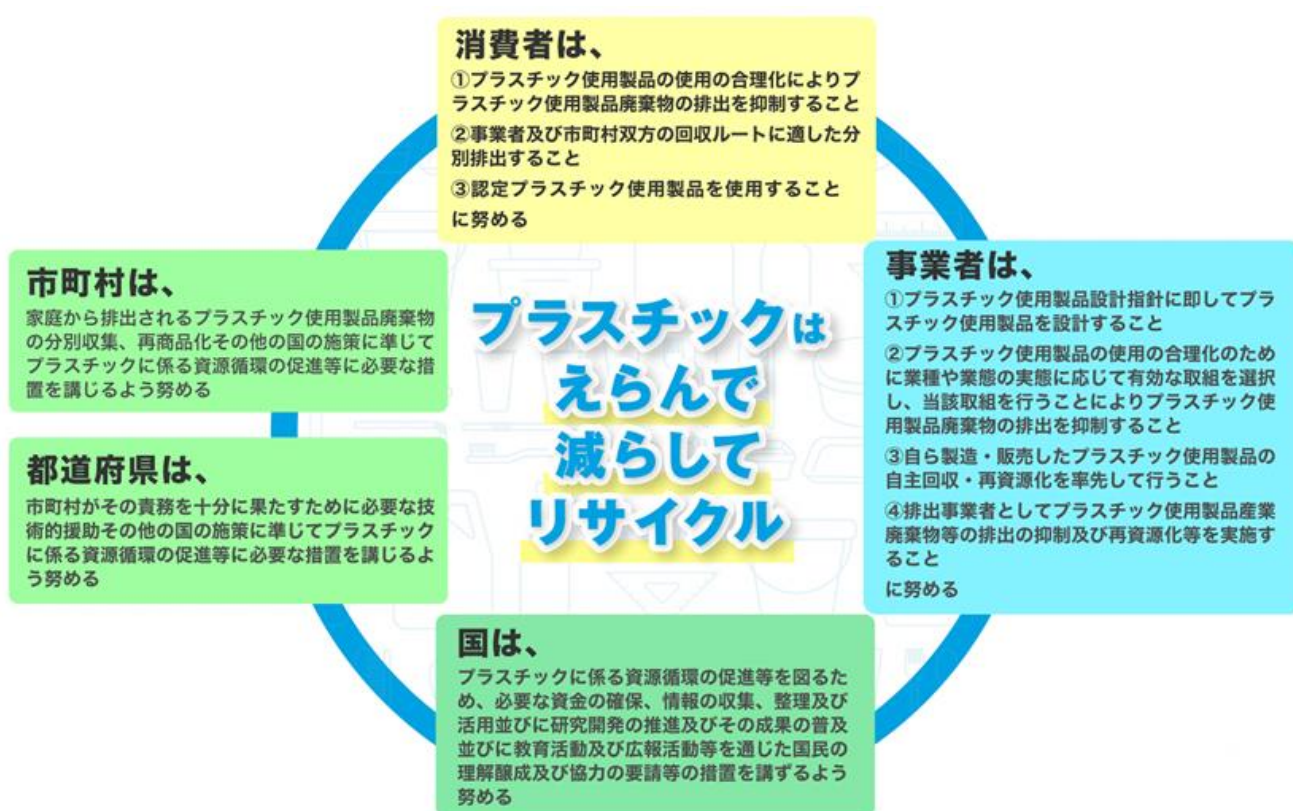 消費者は、
①プラスチック使用製品の使用の合理化によりプ
ラスチック使用製品廃棄物の排出を抑制すること
②事業者及び市町村双方の回収ルートに適した分
別排出すること
③認定プラスチック使用製品を使用すること
に努める
事業者は、
①プラスチック使用製品設計指針に即してプラ
スチック使用製品を設計すること
②プラスチック使用製品の使用の合理化のため
に業種や業態の実態に応じて有効な取組を選択
し、当該取組を行うことによりプラスチック使
用製品廃棄物の排出を抑制すること
③自ら製造・販売したプラスチック使用製品の
自主回収・再資源化を率先して行うこと
④排出事業者としてプラスチック使用製品産業
廃棄物等の排出の抑制及び再資源化等を実施す
ること
に努める
市町村は、
家庭から排出されるプラスチック使用製品廃棄物
の分別収集、再商品化その他の国の施策に準じて
プラスチックに係る資源循環の促進等に必要な措
置を講じるよう努める
プラスチックは
えらんで
減らして
リサイクル
都道府県は、
市町村がその責務を十分に果たすために必要な技
術的援助その他の国の施策に準じてプラスチック
に係る資源循環の促進等に必要な措置を講じるよ
う努める
国は、
プラスチックに係る資源循環の促進等を図るた
め、必要な資金の確保、情報の収集、整理及び
活用並びに研究開発の推進及びその成果の普及
並びに教育活動及び広報活動等を通じた国民の
理解醸成及び協力の要請等の措置を講ずるよう
努める